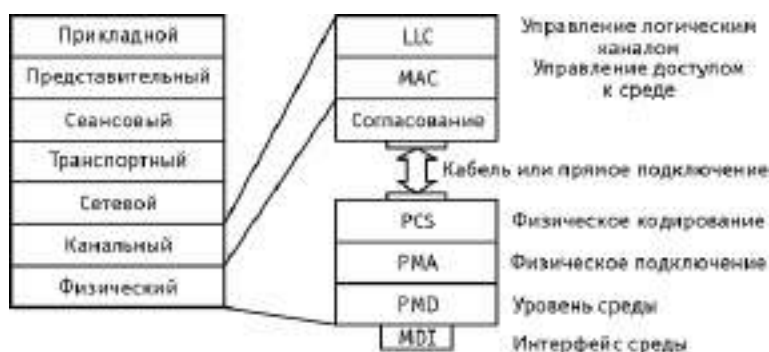 Прикладной
Представительный
Сеансовый
Транспортный
Сетевой
Канальный
Физический
LLC
MAC
Согласование
Управление логическим
каналом
Управление доступом
к среде
Кабель или прямое подключение
PCS
Физическое кодирование
PMA
Физическое подключение
PMD
Уровень среды
MDI
Интерфейс среды